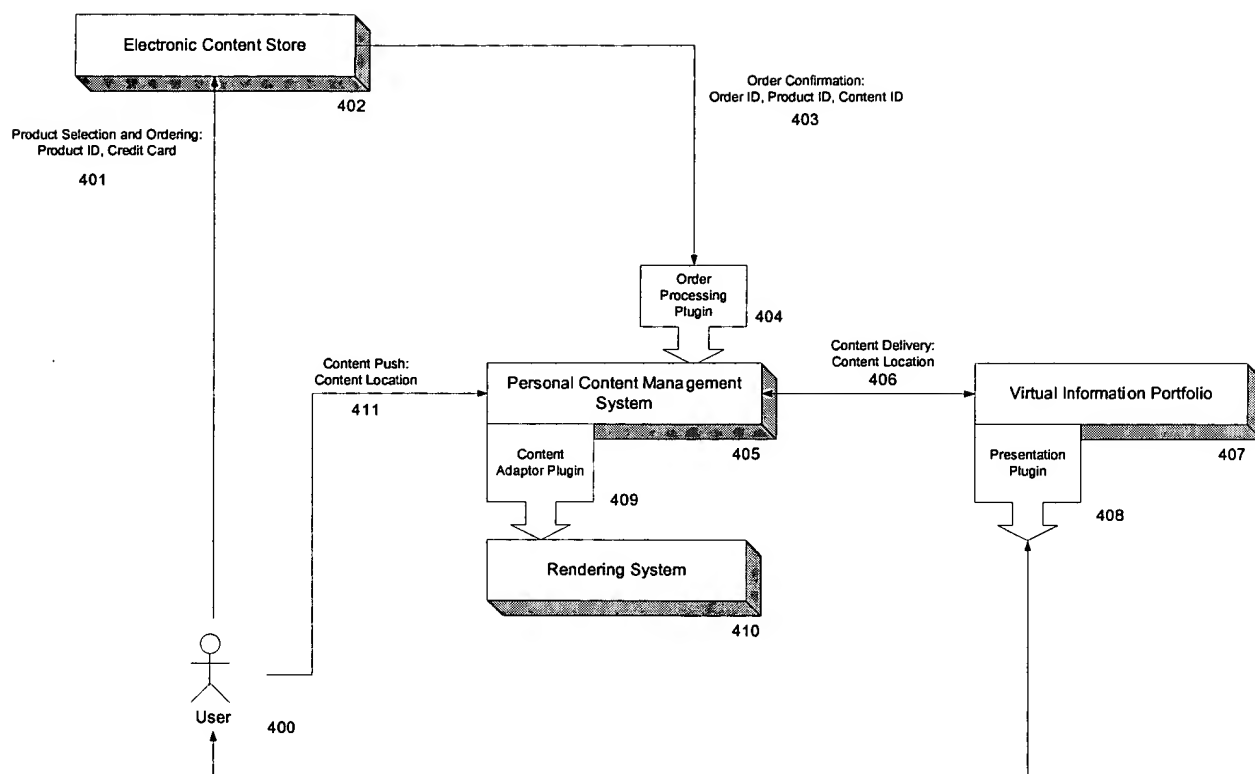 Electronic Content Store
402
Order Confirmation:
Order ID, Product ID, Content ID
403
Product Selection and Ordering:
Product ID, Credit Card
401
Order
Processing
Plugin
404
Content Push:
Content Location
411
Personal Content Management
System
405
Content Delivery:
Content Location
406
Virtual Information Portfolio
407
Content
Adaptor Plugin
409
Presentation
Plugin
408
Rendering System
410
User
400